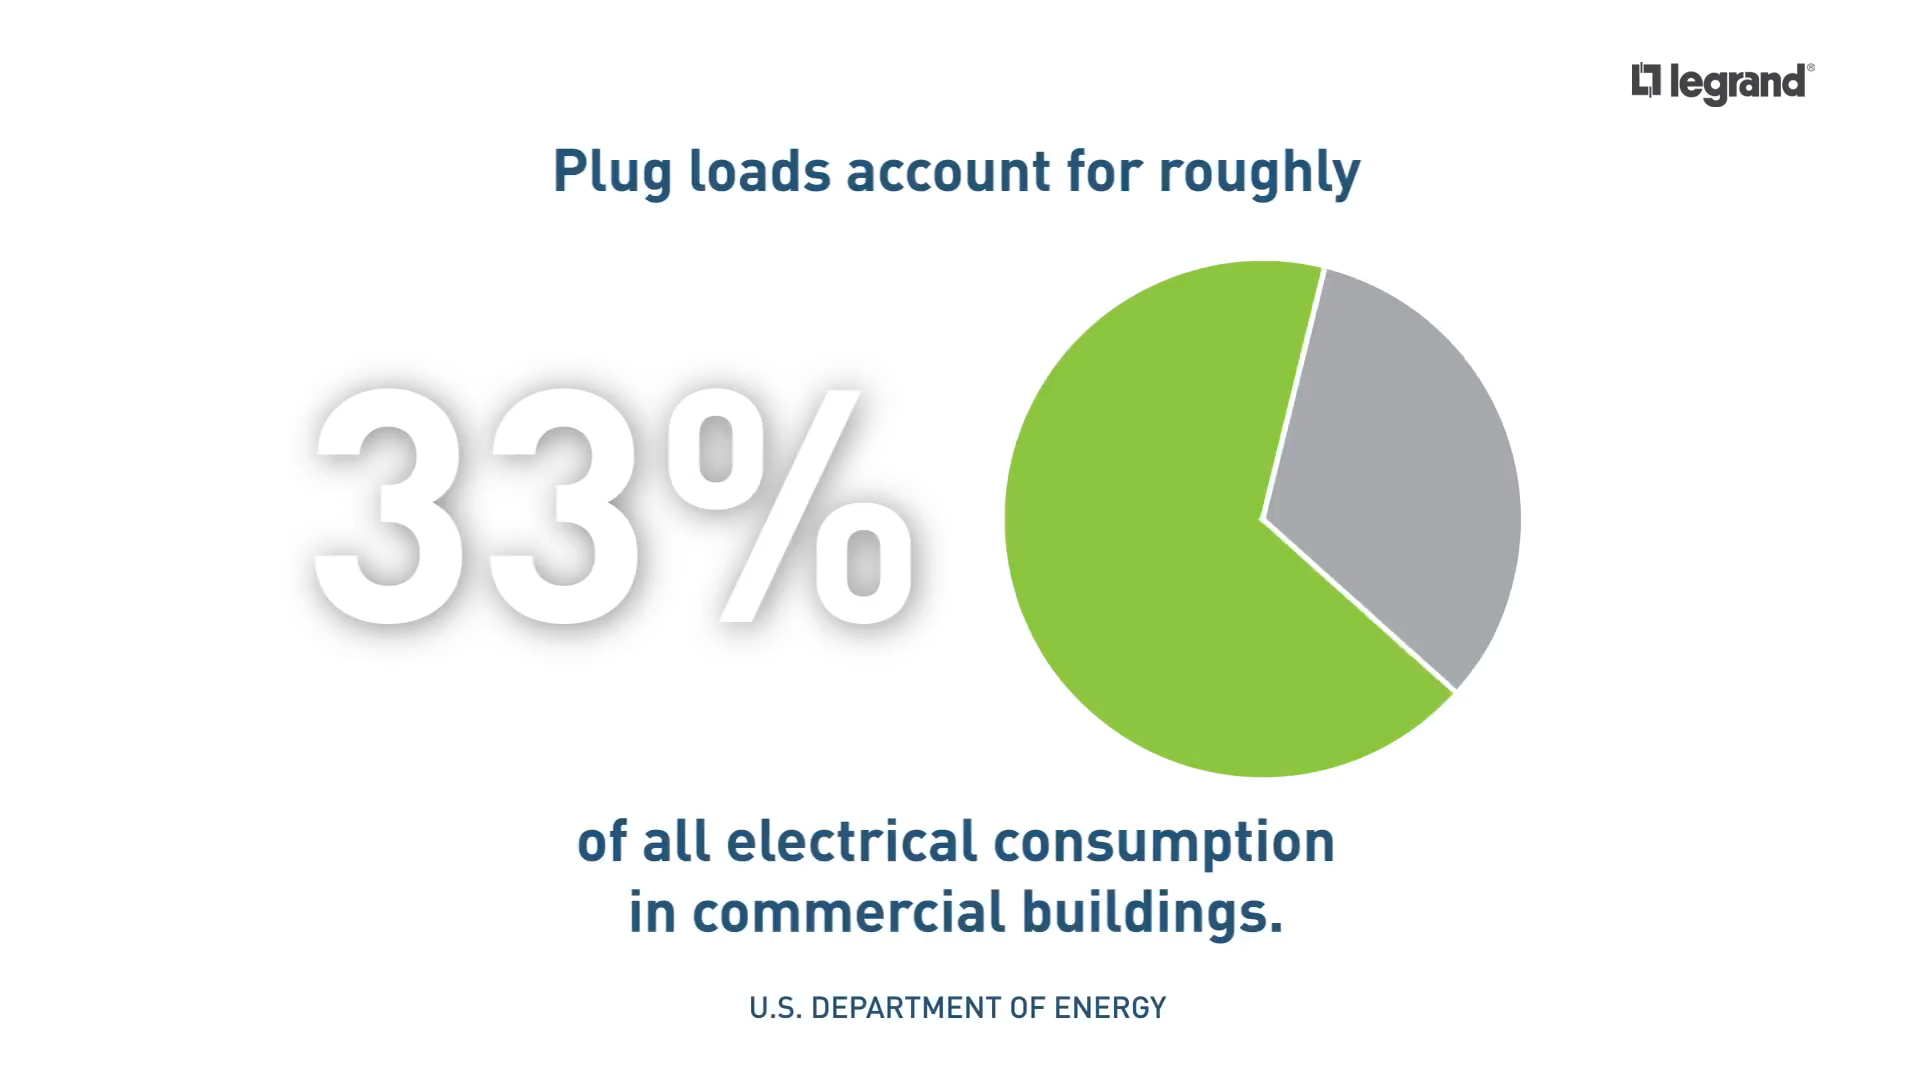 legrand®
Plug loads account for roughly
33%
of all electrical consumption
in commercial buildings.
U.S. DEPARTMENT OF ENERGY